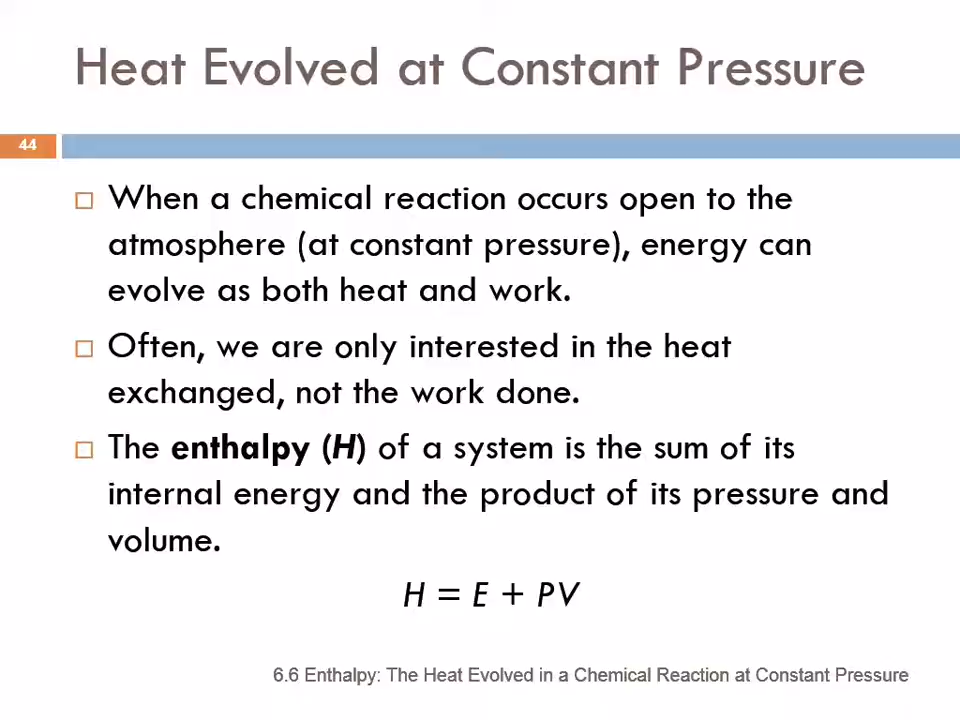 Heat Evolved at Constant Pressure
44
When a chemical reaction occurs open to the
atmosphere (at constant pressure), energy can
evolve as both heat and work.
Often, we are only interested in the heat
exchanged, not the work done.
The enthalpy (H) of a system is the sum of its
internal energy and the product of its pressure and
volume.
H = E + PV
6.6 Enthalpy: The Heat Evolved in a Chemical Reaction at Constant Pressure